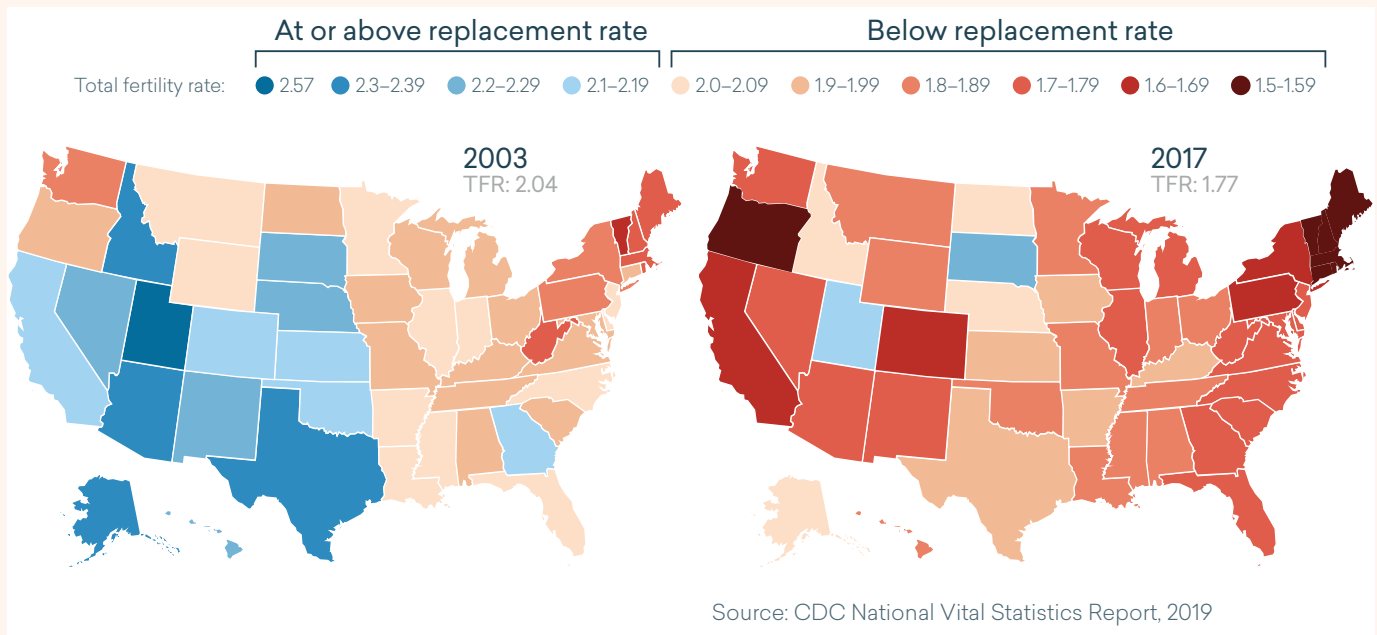 At or above replacement rate
Below replacement rate
Total fertility rate: 2.57 2.3–2.39 2.2–2.29 2.1–2.19 2.0–2.09 1.9–1.99 1.8–1.89 1.7–1.79 1.6–1.69 1.5-1.59
2003
TFR: 2.04
2017
TFR: 1.77
Source: CDC National Vital Statistics Report, 2019